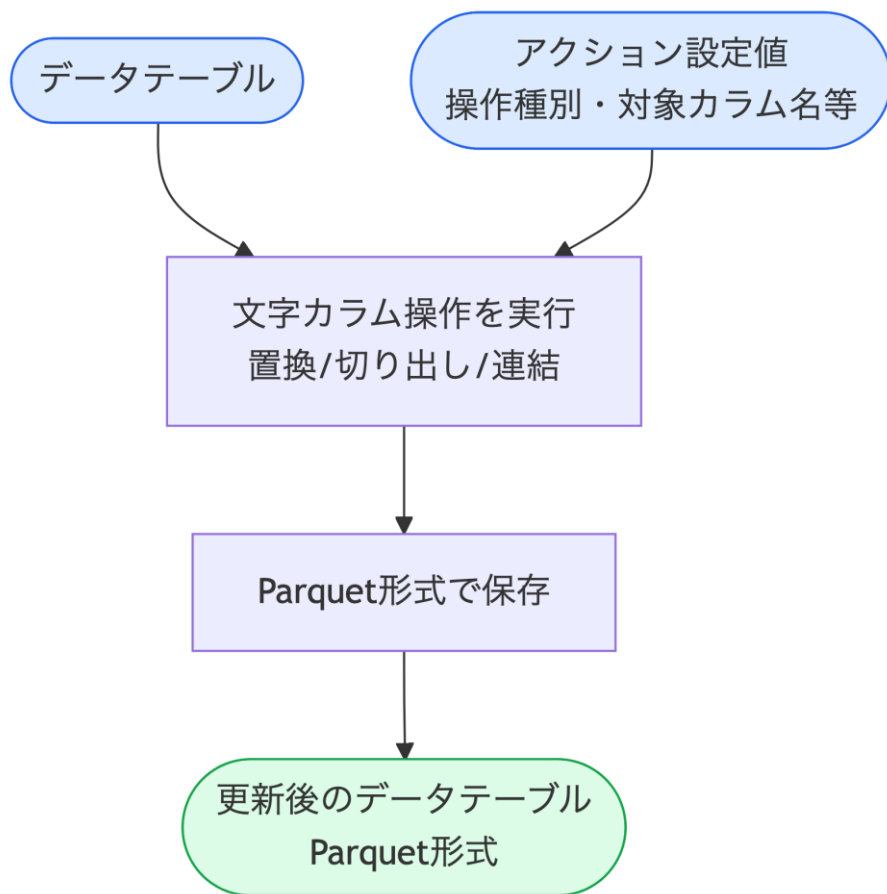 データテーブル
アクション設定値
操作種別・対象カラム名等
文字カラム操作を実行
置換/切り出し/連結
Parquet形式で保存
更新後のデータテーブル
Parquet形式